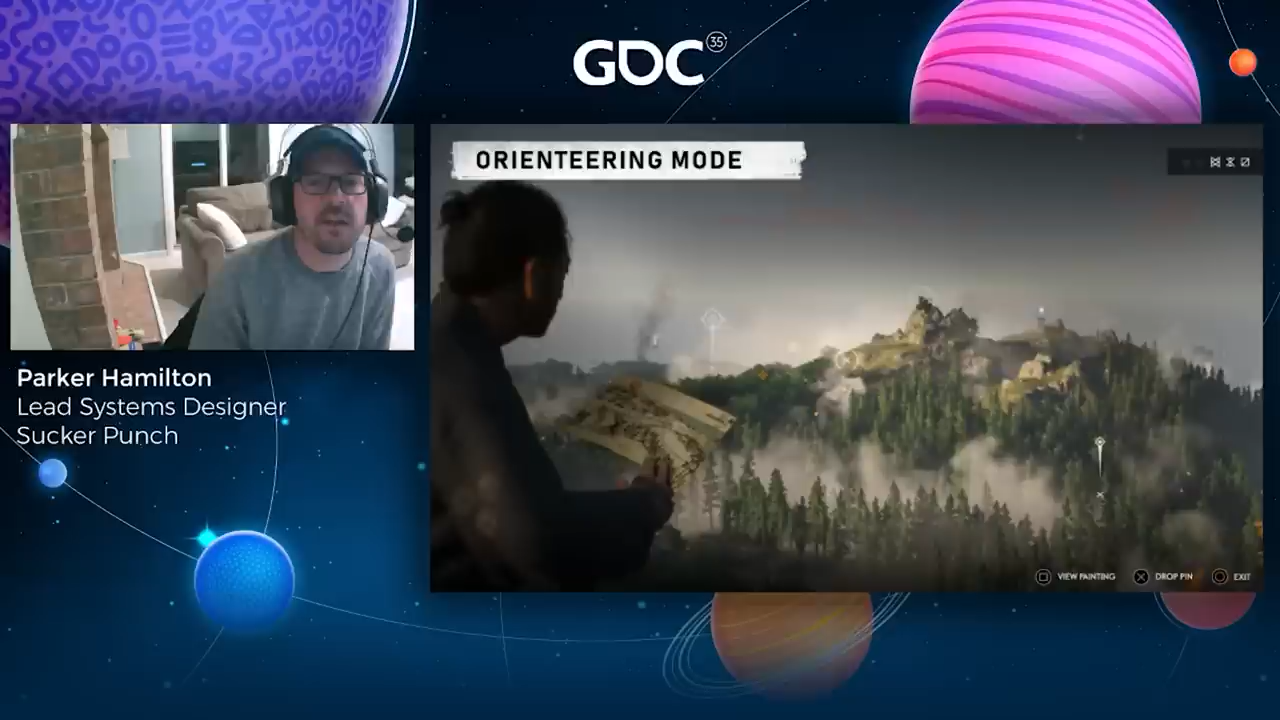 GDC 35
ORIENTEERING MODE
Parker Hamilton
Lead Systems Designer
Sucker Punch
VIEW PAINTING DROP PIN EXIT